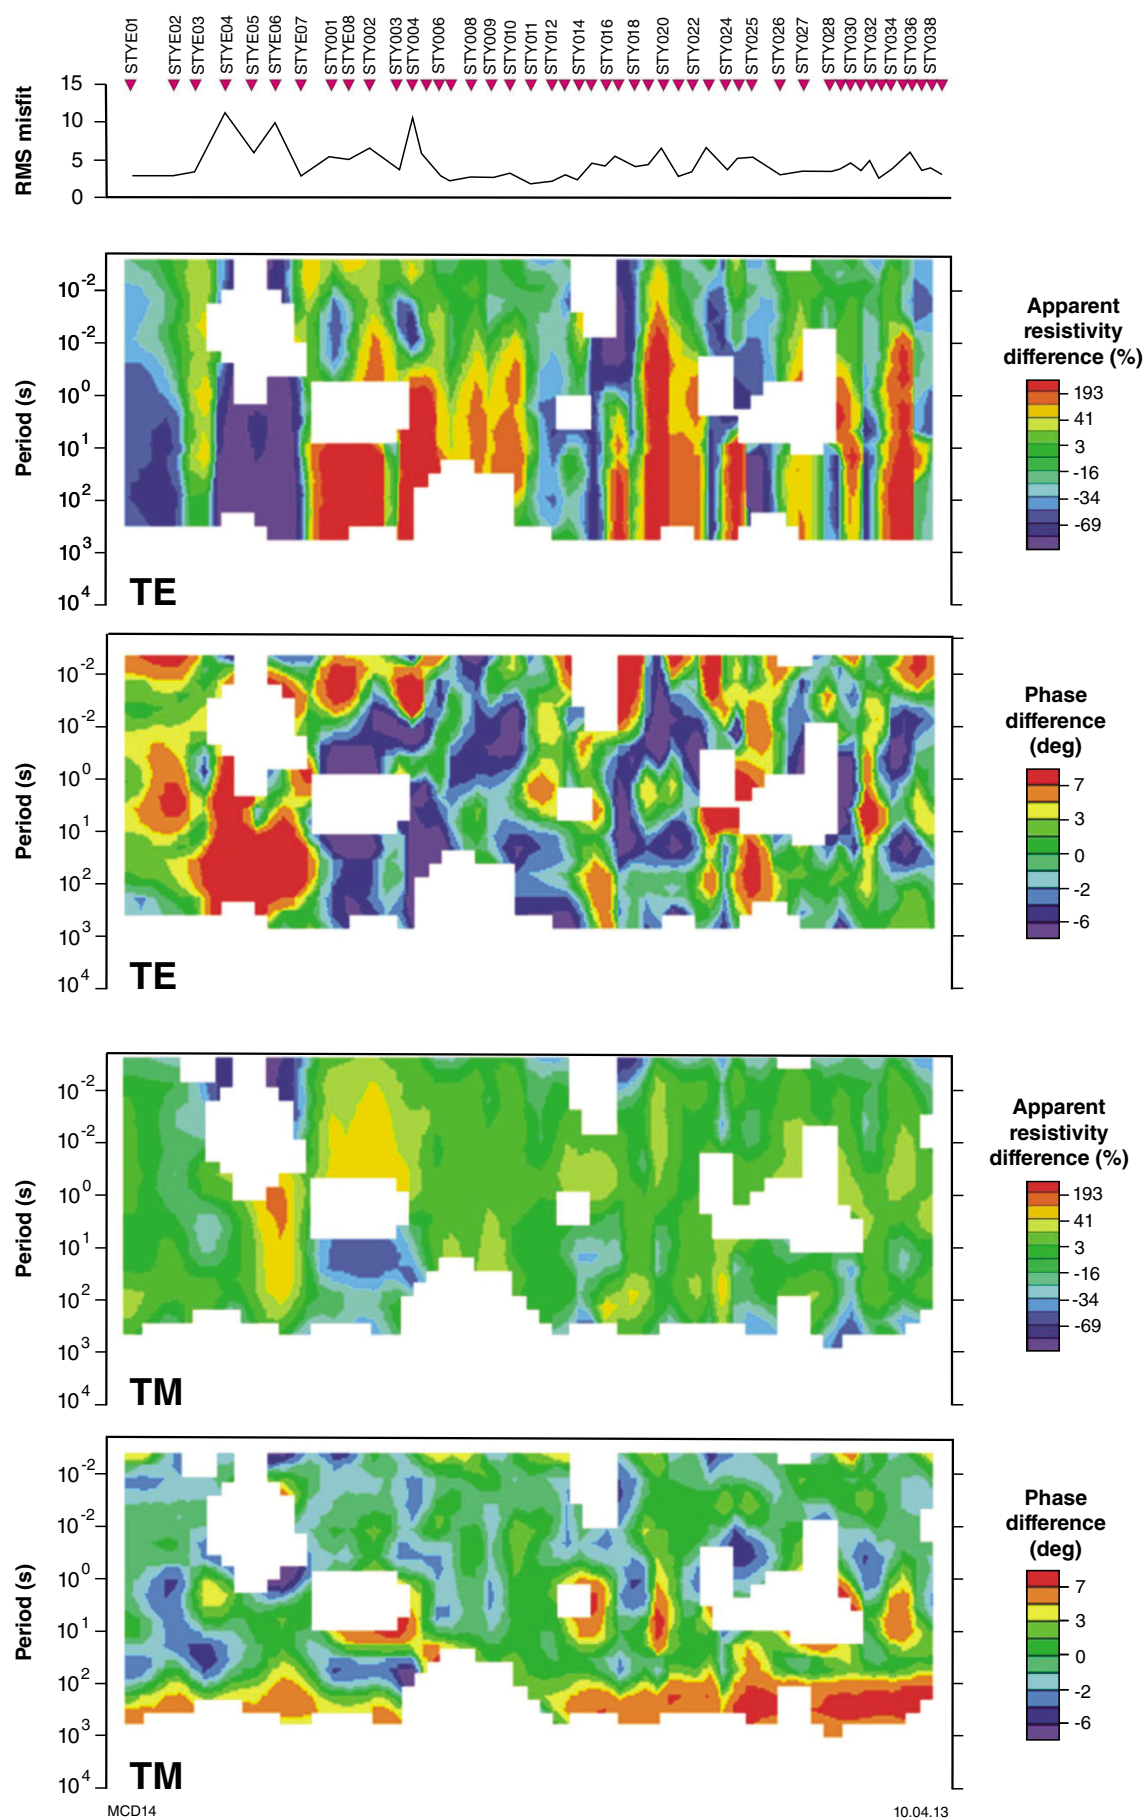 STYE01 STYE02 STYE03 STYE04 STYE05 STYE06 STYE07 STY001 STYE08 STY002 STY003 STY004 STY006 STY008 STY009 STY010 STY011 STY012 STY014 STY016 STY018 STY020 STY022 STY024 STY026 STY027 STY028 STY030 STY032 STY034 STY036 STY038
RMS misfit
15
10
5
0
Period (s)
10-2
10-2
100
101
102
103
104
TE
Apparent
resistivity
difference (%)
193
41
3
-16
-34
-69
Period (s)
10-2
10-2
100
101
102
103
104
TE
Phase
difference
(deg)
7
3
0
-2
-6
Period (s)
10-2
10-2
100
101
102
103
104
TM
Apparent
resistivity
difference (%)
193
41
3
-16
-34
-69
Period (s)
10-2
10-2
100
101
102
103
104
TM
Phase
difference
(deg)
7
3
0
-2
-6
MCD14
10.04.13